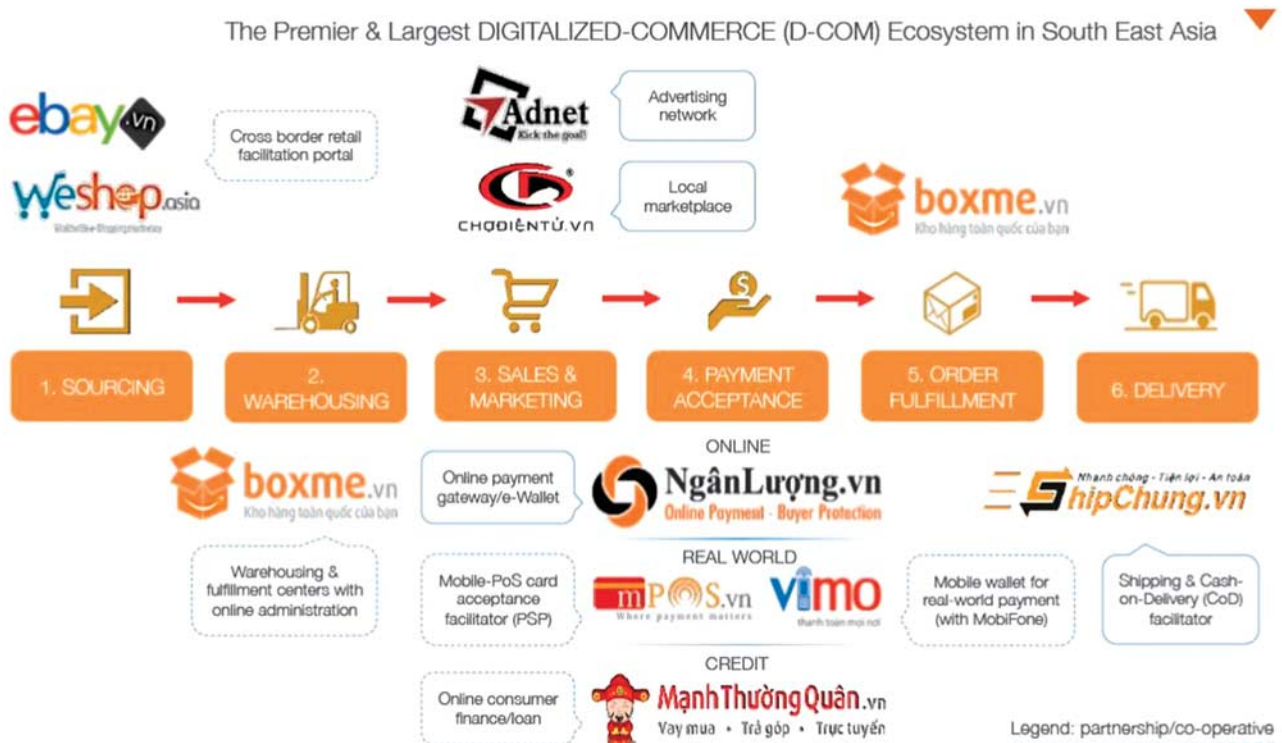 The Premier & Largest DIGITALIZED-COMMERCE (D-COM) Ecosystem in South East Asia
ebay.vn
Weshop.asia
Cross border retail
facilitation portal
Adnet
Kick the goal!
Advertising
network
CHỢĐIỆNTỬ.VN
Local
marketplace
boxme.vn
Kho hàng toàn quốc của bạn
1. SOURCING
2.
WAREHOUSING
3. SALES &
MARKETING
4. PAYMENT
ACCEPTANCE
5. ORDER
FULFILLMENT
6. DELIVERY
boxme.vn
Kho hàng toàn quốc của bạn
Warehousing &
fulfillment centers with
online administration
Online payment
gateway/e-Wallet
ONLINE
NgânLượng.vn
Online Payment - Buyer Protection
Mobile-PoS card
acceptance
facilitator (PSP)
REAL WORLD
mPOS.vn
Where payment matters
vimo
thanh toán mọi nơi
Mobile wallet for
real-world payment
(with MobiFone)
Nhanh chóng - Tiện lợi - An toàn
ShipChung.vn
Shipping & Cash-
on-Delivery (CoD)
facilitator
Online consumer
finance/loan
CREDIT
MạnhThườngQuân.vn
Vay mua • Trả góp • Trực tuyến
Legend: partnership/co-operative